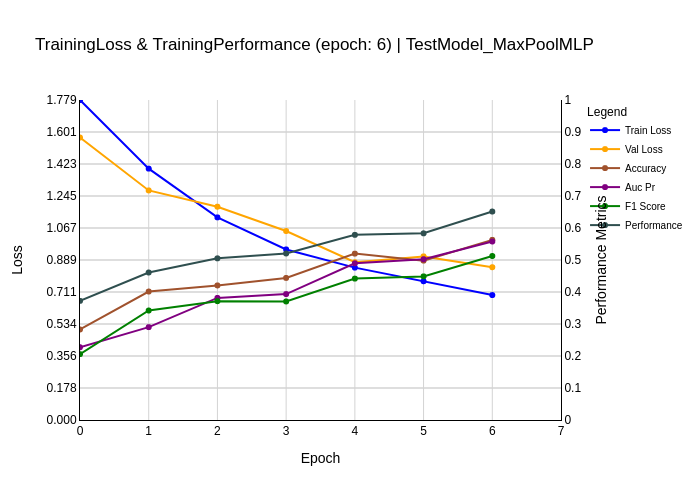 TrainingLoss & TrainingPerformance (epoch: 6) | TestModel_MaxPoolMLP
1.779
1.601
1.423
1.245
1.067
0.889
0.711
0.534
0.356
0.178
0.000
Loss
0
1
2
3
4
5
6
7
Epoch
1
0.9
0.8
0.7
0.6
0.5
0.4
0.3
0.2
0.1
0
Performance Metrics
Legend
Train Loss
Val Loss
Accuracy
Auc Pr
F1 Score
Performance